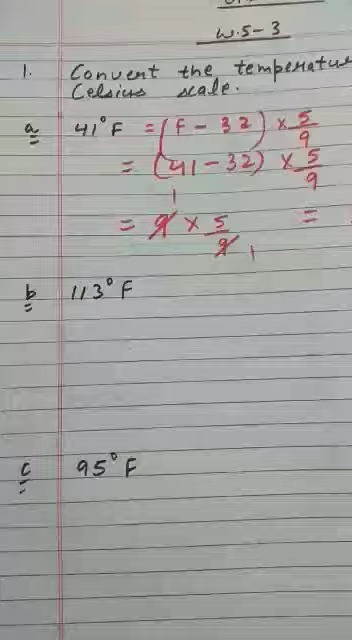 W.S-3
1. Convent the temperature
Celsius scale.
a 41°F = (F - 32) × 5/9
= (41 - 32) × 5/9
1
= 9 × 5/9 1 =
b 113°F
c 95°F